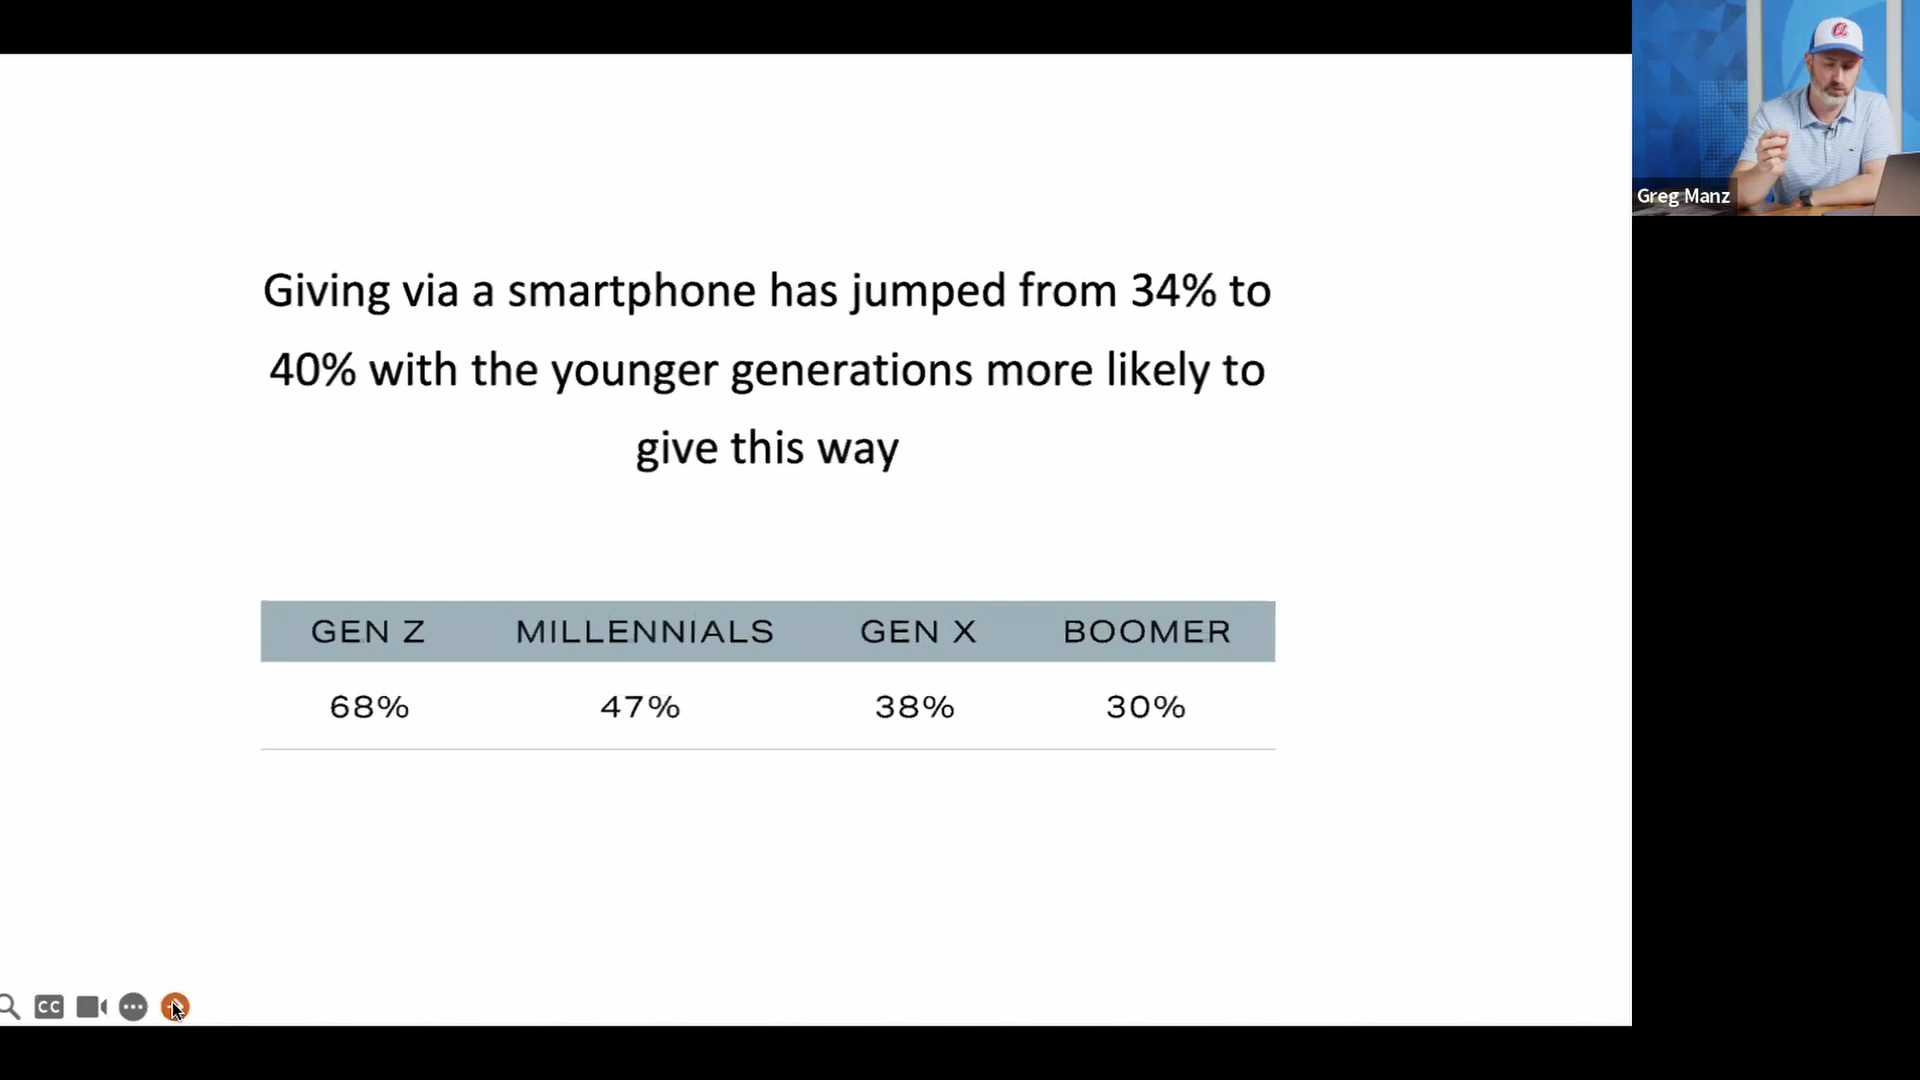 Giving via a smartphone has jumped from 34% to
40% with the younger generations more likely to
give this way
GEN Z MILLENNIALS GEN X BOOMER
68% 47% 38% 30%
Greg Manz
CC